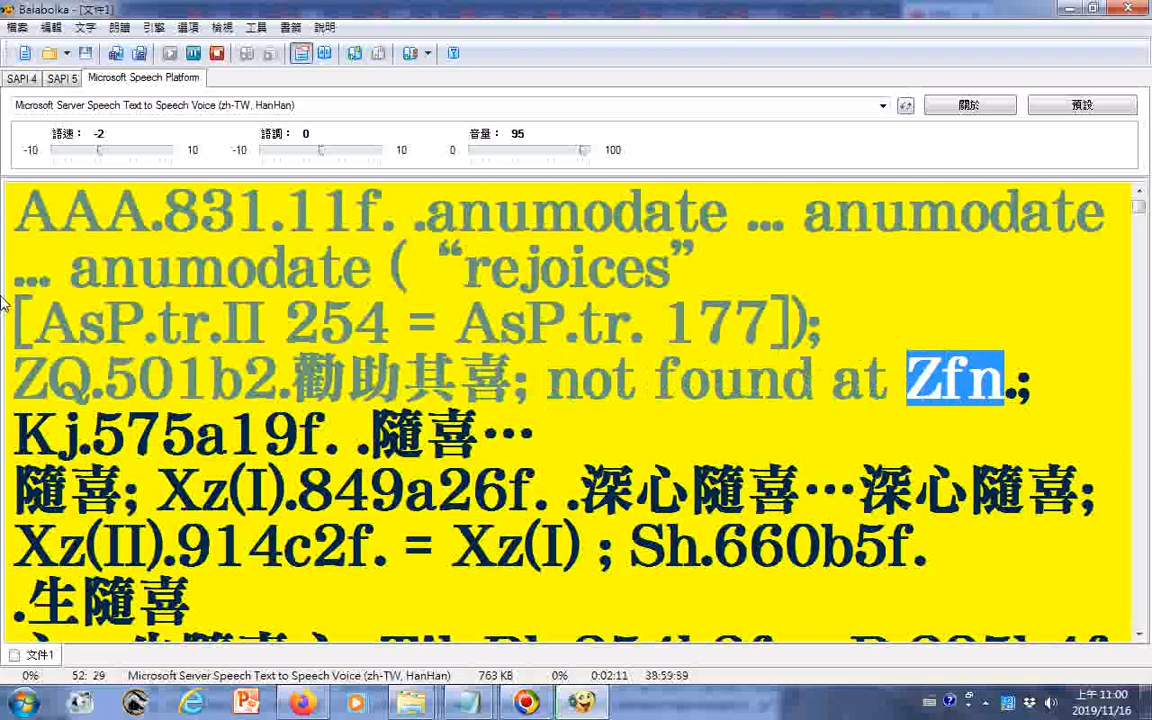 Balabolka - [文件1]
檔案 編輯 文字 朗讀 引擎 選項 檢視 工具 書籤 說明
SAPI 4 SAPI 5 Microsoft Speech Platform
Microsoft Server Speech Text to Speech Voice (zh-TW, HanHan) 關於 預設
語速： -2 語調： 0 音量： 95
-10 10 -10 10 0 100
AAA.831.11f. .anumodate ... anumodate
... anumodate ( “rejoices”
[AsP.tr.II 254 = AsP.tr. 177]);
ZQ.501b2.勸助其喜; not found at Zfn.;
Kj.575a19f. .隨喜⋯
隨喜; Xz(I).849a26f. .深心隨喜⋯深心隨喜;
Xz(II).914c2f. = Xz(I) ; Sh.660b5f.
.生隨喜
文件1
0% 52: 29 Microsoft Server Speech Text to Speech Voice (zh-TW, HanHan) 763 KB 0% 0:02:11 38:59:39
上午 11:00
2019/11/16